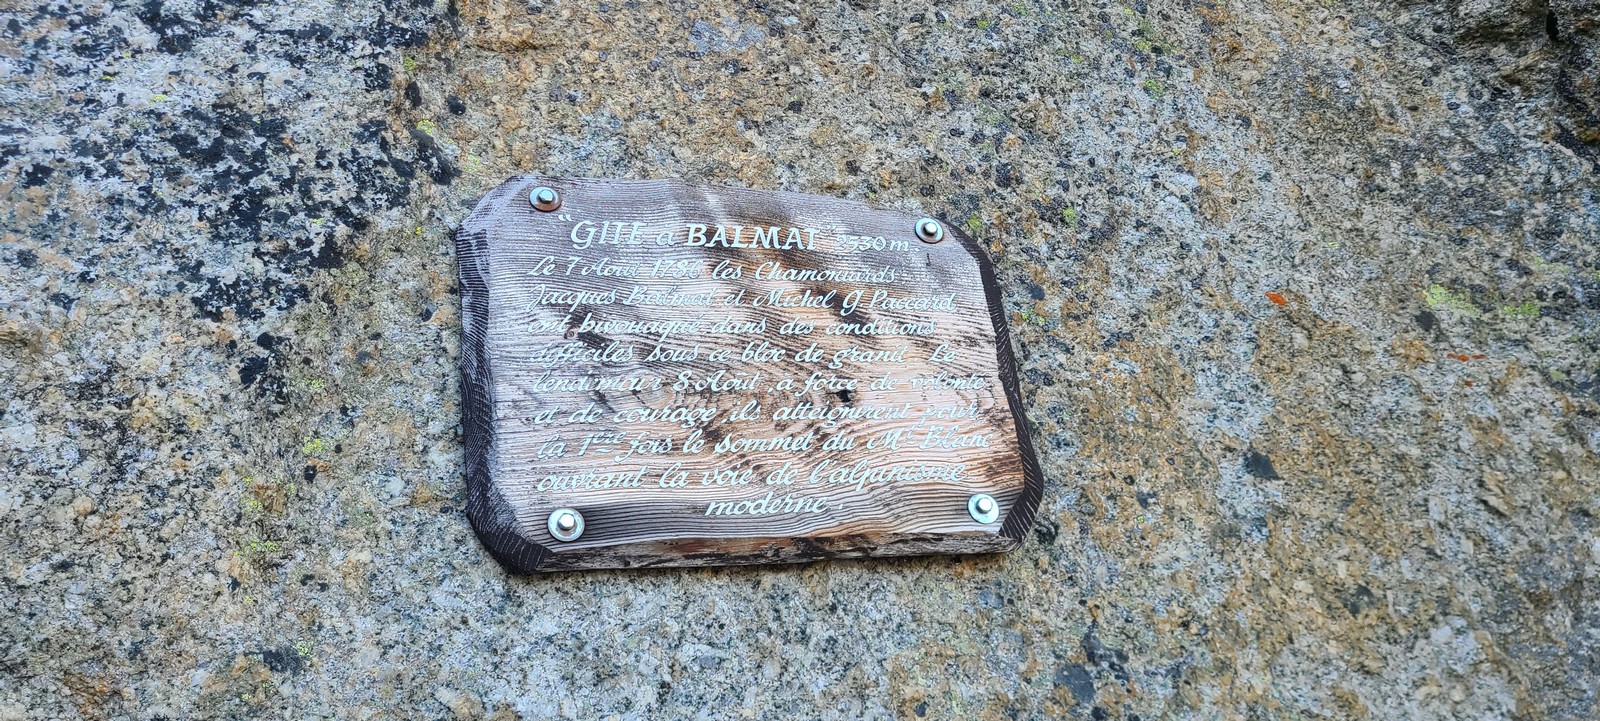 "GITE à BALMAT" 2530 m
Le 7 Août 1786 les Chamoniards
Jacques Balmat et Michel G Paccard
ont bivouaqué dans des conditions
difficiles sous ce bloc de granit. Le
lendemain 8 Août, a force de volonté
et de courage, ils atteignirent pour
la 1ère fois le sommet du Mt Blanc
ouvrant la voie de l'alpinisme
moderne.